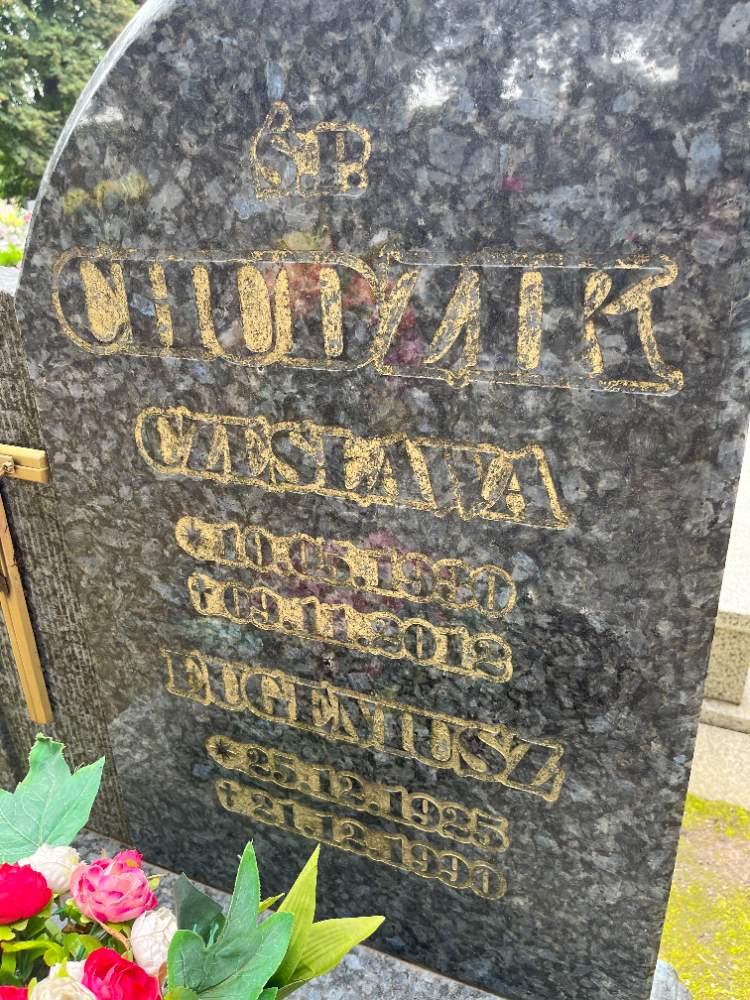 Ś.P.
CHUDZIK
CZESŁAWA
* 10.05.1930
✝ 09.11.2012
EUGENIUSZ
* 25.12.1925
✝ 21.12.1990